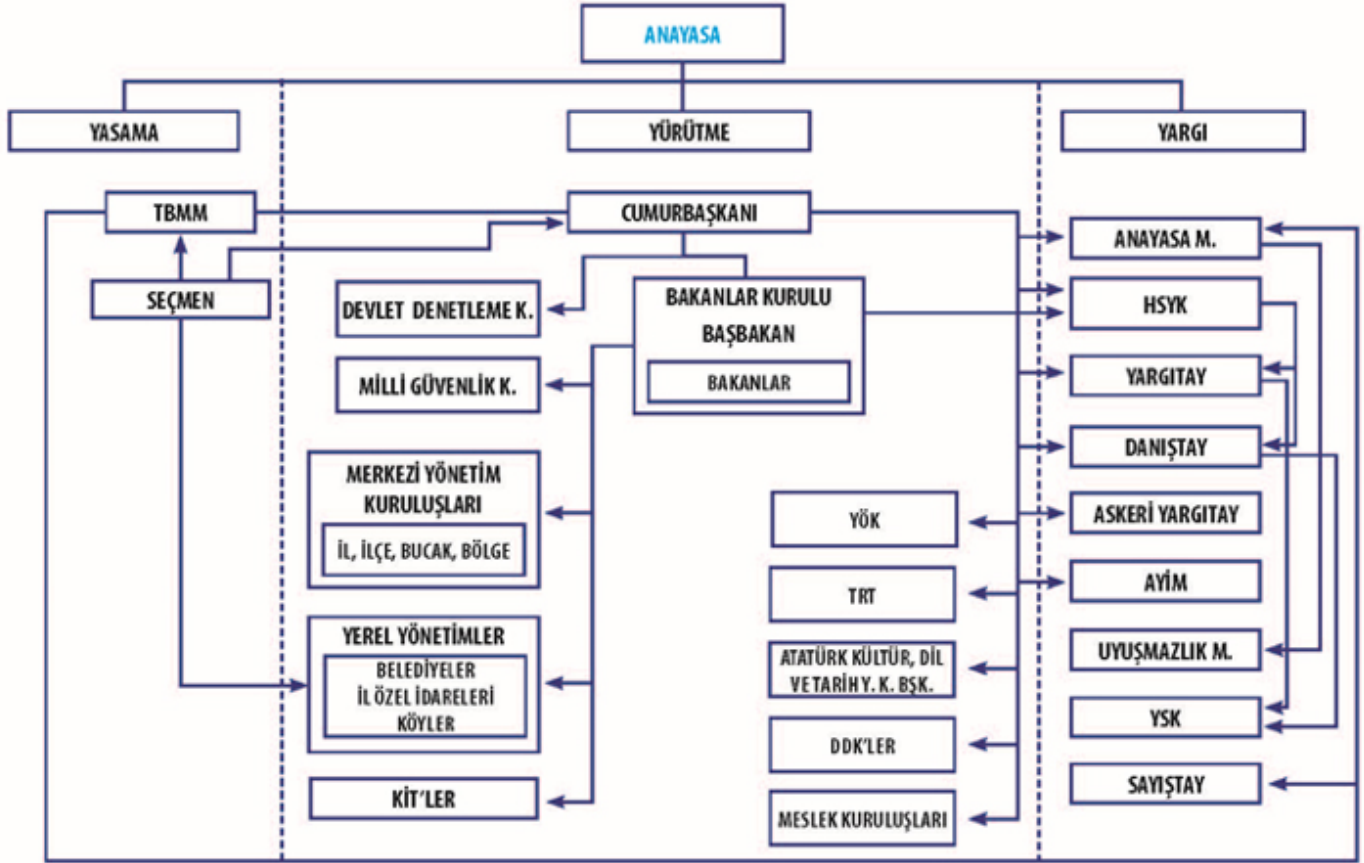 ANAYASA
YASAMA
YÜRÜTME
YARGI
TBMM
SEÇMEN
CUMURBAŞKANI
DEVLET DENETLEME K.
MİLLİ GÜVENLİK K.
MERKEZİ YÖNETİM
KURULUŞLARI
İL, İLÇE, BUCAK, BÖLGE
YEREL YÖNETİMLER
BELEDİYELER
İL ÖZEL İDARELERİ
KÖYLER
KİT'LER
BAKANLAR KURULU
BAŞBAKAN
BAKANLAR
YÖK
TRT
ATATÜRK KÜLTÜR, DİL
VE TARİH Y. K. BŞK.
DDK'LER
MESLEK KURULUŞLARI
ANAYASA M.
HSYK
YARGITAY
DANIŞTAY
ASKERİ YARGITAY
AYİM
UYUŞMAZLIK M.
YSK
SAYIŞTAY